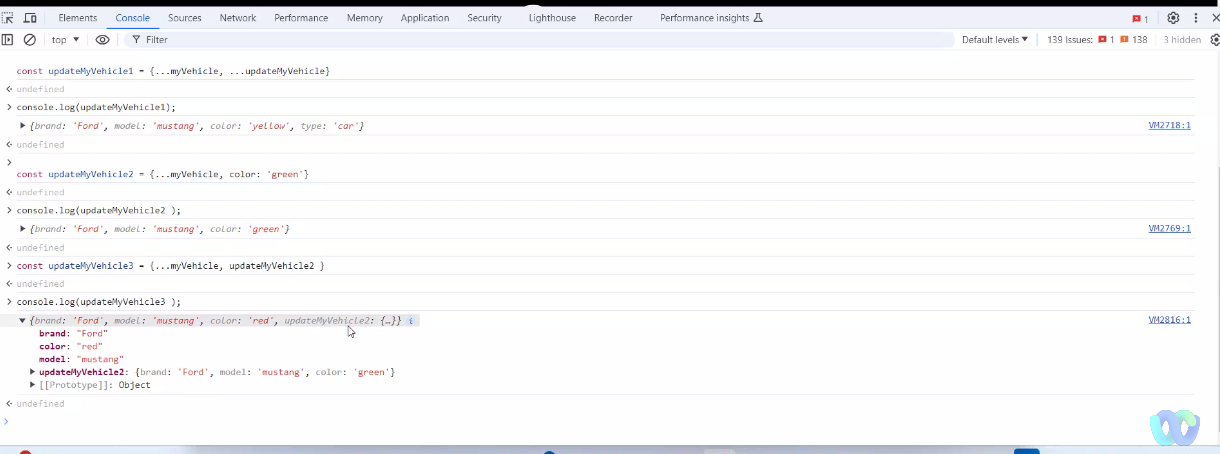 Elements Console Sources Network Performance Memory Application Security Lighthouse Recorder Performance insights 1
top Filter Default levels 139 Issues: 1 138 3 hidden
const updateMyVehicle1 = {...myVehicle, ...updateMyVehicle}
undefined
console.log(updateMyVehicle1);
{brand: 'Ford', model: 'mustang', color: 'yellow', type: 'car'} VM2718:1
undefined
const updateMyVehicle2 = {...myVehicle, color: 'green'}
undefined
console.log(updateMyVehicle2 );
{brand: 'Ford', model: 'mustang', color: 'green'} VM2769:1
undefined
const updateMyVehicle3 = {...myVehicle, updateMyVehicle2 }
undefined
console.log(updateMyVehicle3 );
{brand: 'Ford', model: 'mustang', color: 'red', updateMyVehicle2: {…}} i VM2816:1
brand: "Ford"
color: "red"
model: "mustang"
updateMyVehicle2: {brand: 'Ford', model: 'mustang', color: 'green'}
[[Prototype]]: Object
undefined